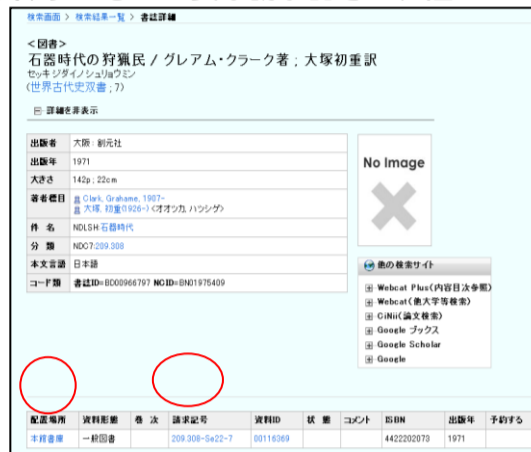 検索画面 > 検索結果一覧 > 書誌詳細
<図書>
石器時代の狩猟民 / グレアム・クラーク著 ; 大塚初重訳
セッキ ジダイ ノ シュリョウミン
(世界古代史双書 ; 7)
詳細を非表示
出版者 大阪 : 創元社
出版年 1971
大きさ 142p ; 22cm
著者標目 Clark, Grahame, 1907-
大塚, 初重(1926-) <オオツカ, ハツシゲ>
件 名 NDLSH:石器時代
分 類 NDC7:209.308
本文言語 日本語
コード類 書誌ID=BD00966797 NCID=BN01975409
No Image
他の検索サイト
Webcat Plus(内容目次参照)
Webcat(他大学等検索)
CiNii(論文検索)
Google ブックス
Google Scholar
Google
配置場所 資料形態 巻 次 請求記号 資料ID 状 態 コメント ISBN 出版年 予約する
本館書庫 一般図書 209.308-Se22-7 00116369 4422202073 1971